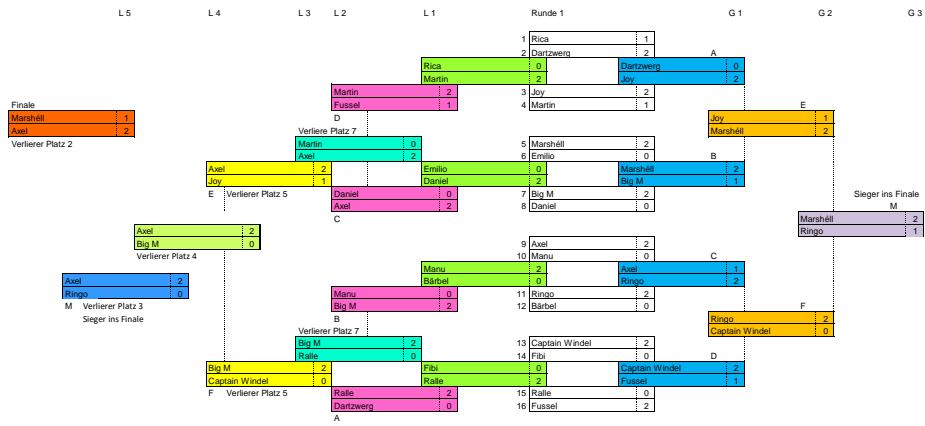 L 5 L 4 L 3 L 2 L 1 Runde 1 G 1 G 2 G 3
1 Rica 1
2 Dartzwerg 2 A
Rica 0 Dartzwerg 0
Martin 2 Joy 2
Martin 2 3 Joy 2
Fussel 1 4 Martin 1
Finale E
Marshéll 1 D Joy 1
Axel 2 Verliere Platz 7 Marshéll 2
Verlierer Platz 2 Martin 0 5 Marshéll 2
Axel 2 6 Emilio 0 B
Axel 2 Emilio 0 Marshéll 2
Joy 1 Daniel 2 Big M 1
E Verlierer Platz 5 Daniel 0 7 Big M 2 Sieger ins Finale
Axel 2 8 Daniel 0 M
C Marshéll 2
Axel 2 Ringo 1
Big M 0 9 Axel 2
Verlierer Platz 4 10 Manu 0 C
Manu 2 Axel 1
Axel 2 Bärbel 0 Ringo 2
Ringo 0 Manu 0 11 Ringo 2
M Verlierer Platz 3 Big M 2 12 Bärbel 0 F
Sieger ins Finale B Ringo 2
Verlierer Platz 7 Captain Windel 0
Big M 2 13 Captain Windel 2
Ralle 0 14 Fibi 0 D
Big M 2 Fibi 0 Captain Windel 2
Captain Windel 0 Ralle 2 Fussel 1
F Verlierer Platz 5 Ralle 2 15 Ralle 0
Dartzwerg 0 16 Fussel 2
A